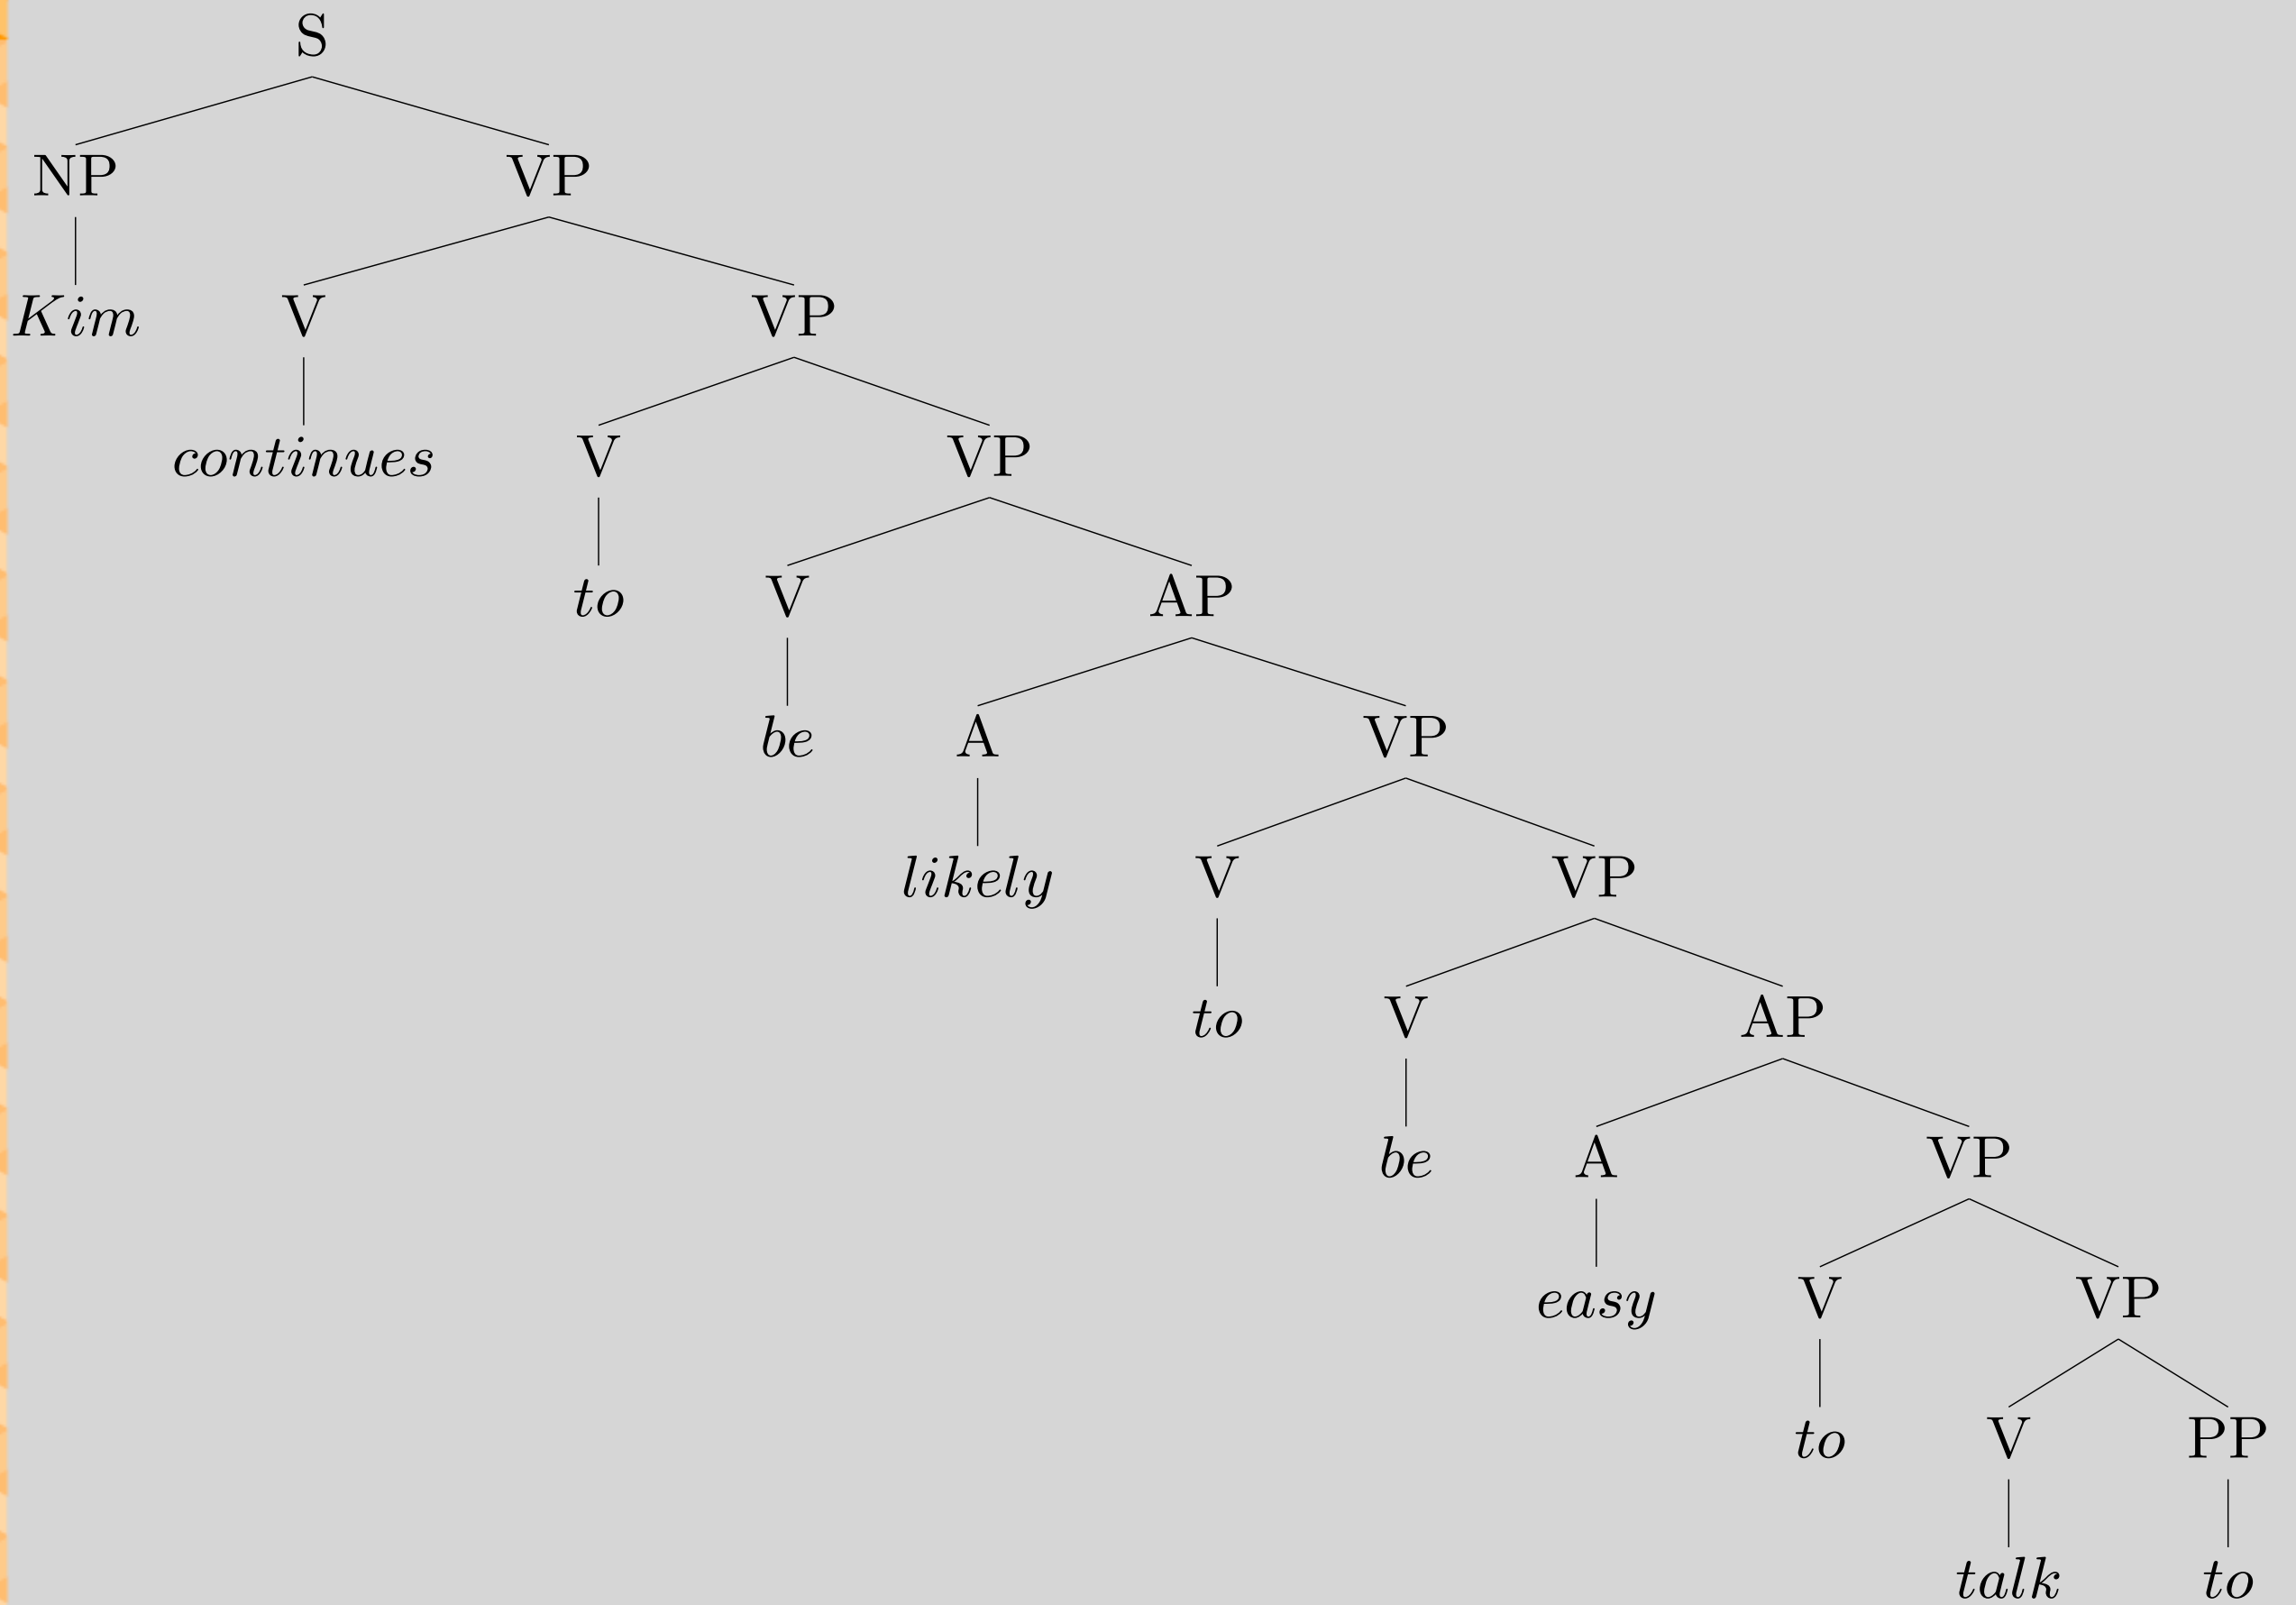 S
NP VP
Kim V VP
continues V VP
to V AP
be A VP
likely V VP
to V AP
be A VP
easy V VP
to V PP
talk to